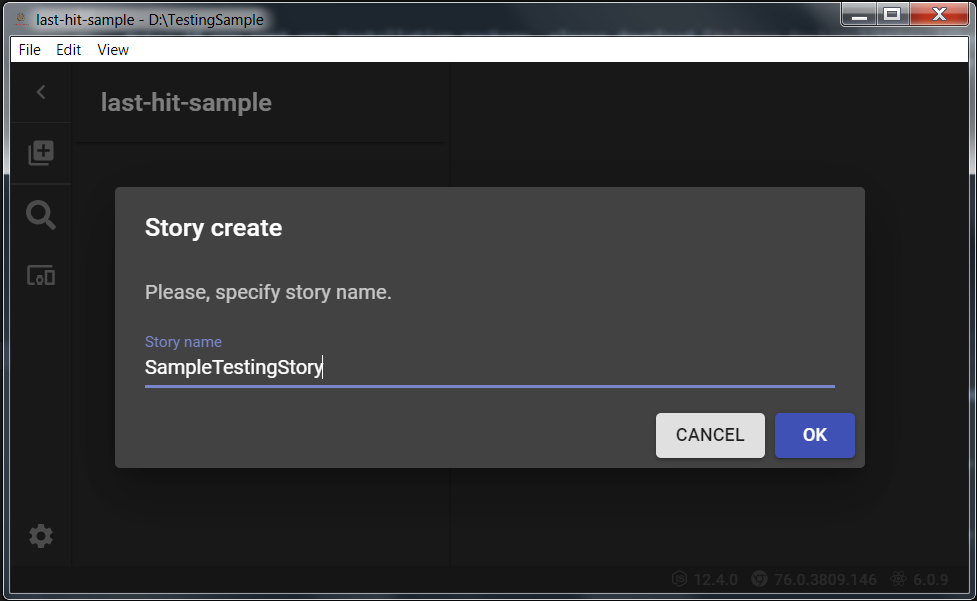 last-hit-sample - D:\TestingSample
File Edit View
last-hit-sample
Story create
Please, specify story name.
Story name
SampleTestingStory
CANCEL OK
12.4.0 76.0.3809.146 6.0.9